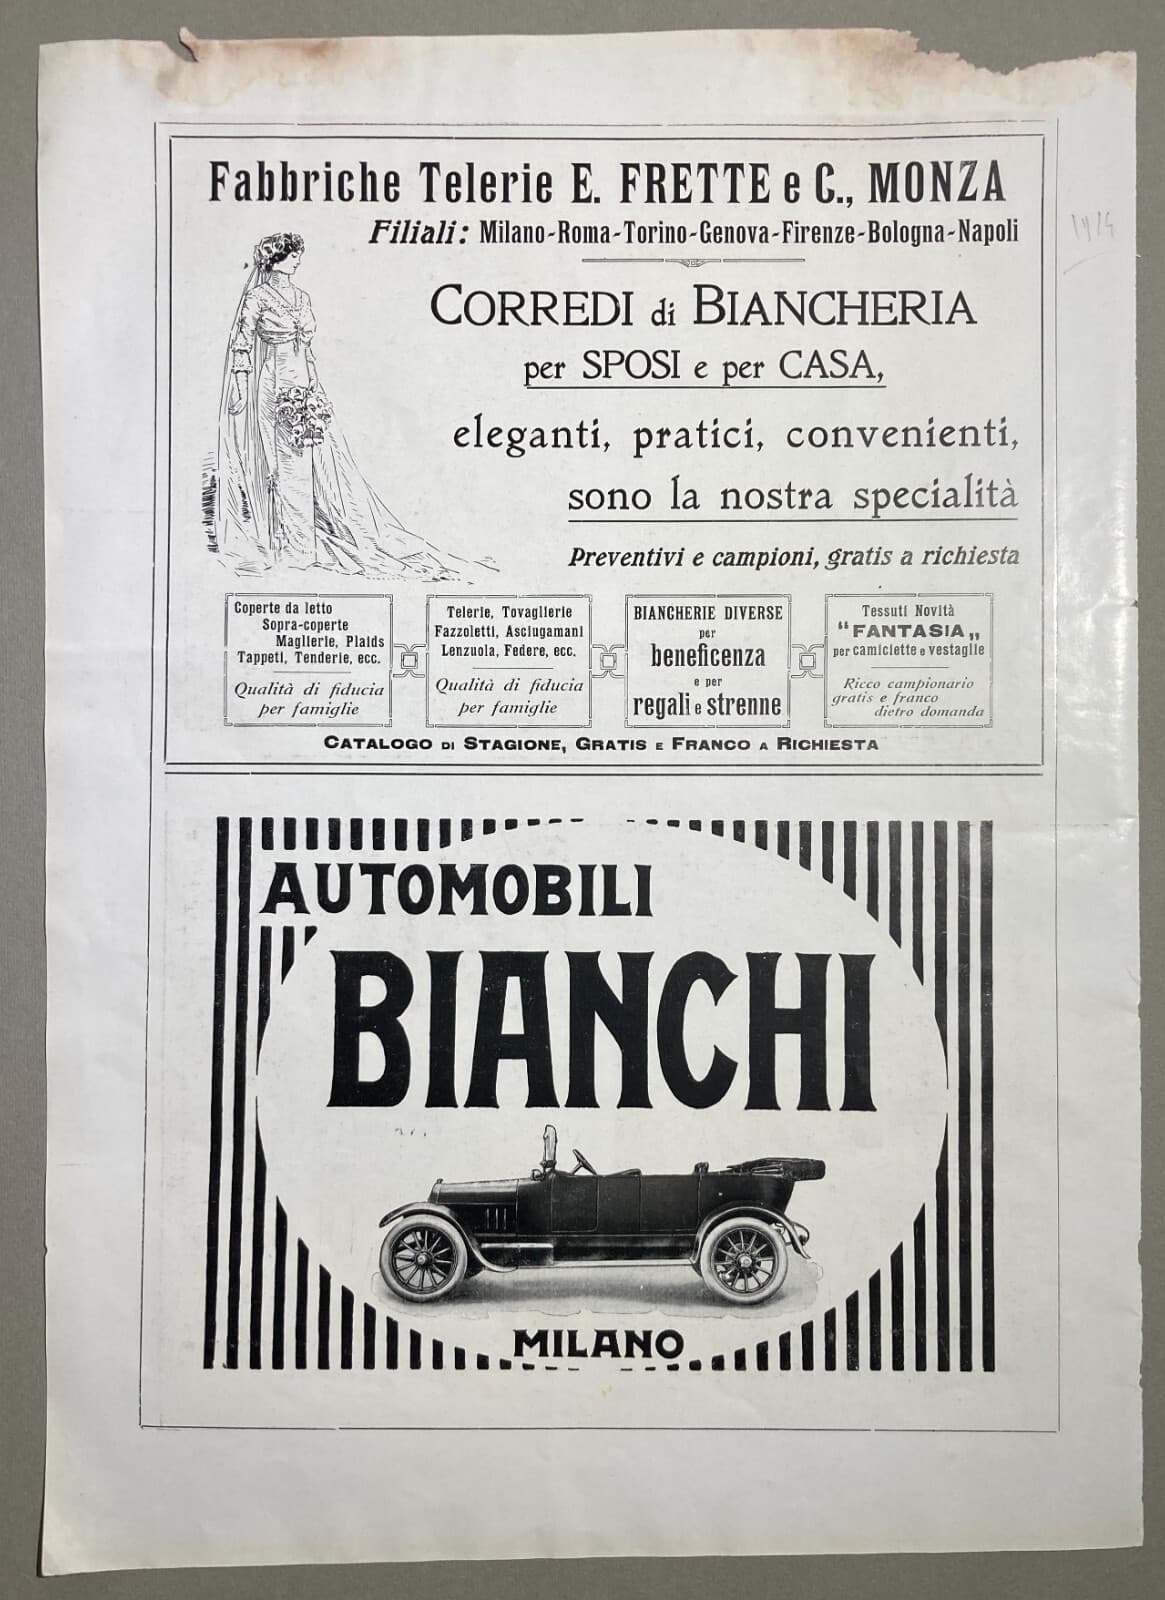 Fabbriche Telerie E. FRETTE e C., MONZA
Filiali: Milano-Roma-Torino-Genova-Firenze-Bologna-Napoli
CORREDI di BIANCHERIA
per SPOSI e per CASA,
eleganti, pratici, convenienti,
sono la nostra specialità
Preventivi e campioni, gratis a richiesta
Coperte da letto
Sopra-coperte
Maglierie, Plaids
Tappeti, Tenderie, ecc.
Qualità di fiducia
per famiglie
Telerie, Tovaglierie
Fazzoletti, Asciugamani
Lenzuola, Federe, ecc.
Qualità di fiducia
per famiglie
BIANCHERIE DIVERSE
per
beneficenza
e per
regali e strenne
Tessuti Novità
“FANTASIA„
per camiciette e vestaglie
Ricco campionario
gratis e franco
dietro domanda
CATALOGO DI STAGIONE, GRATIS E FRANCO A RICHIESTA
AUTOMOBILI
BIANCHI
MILANO